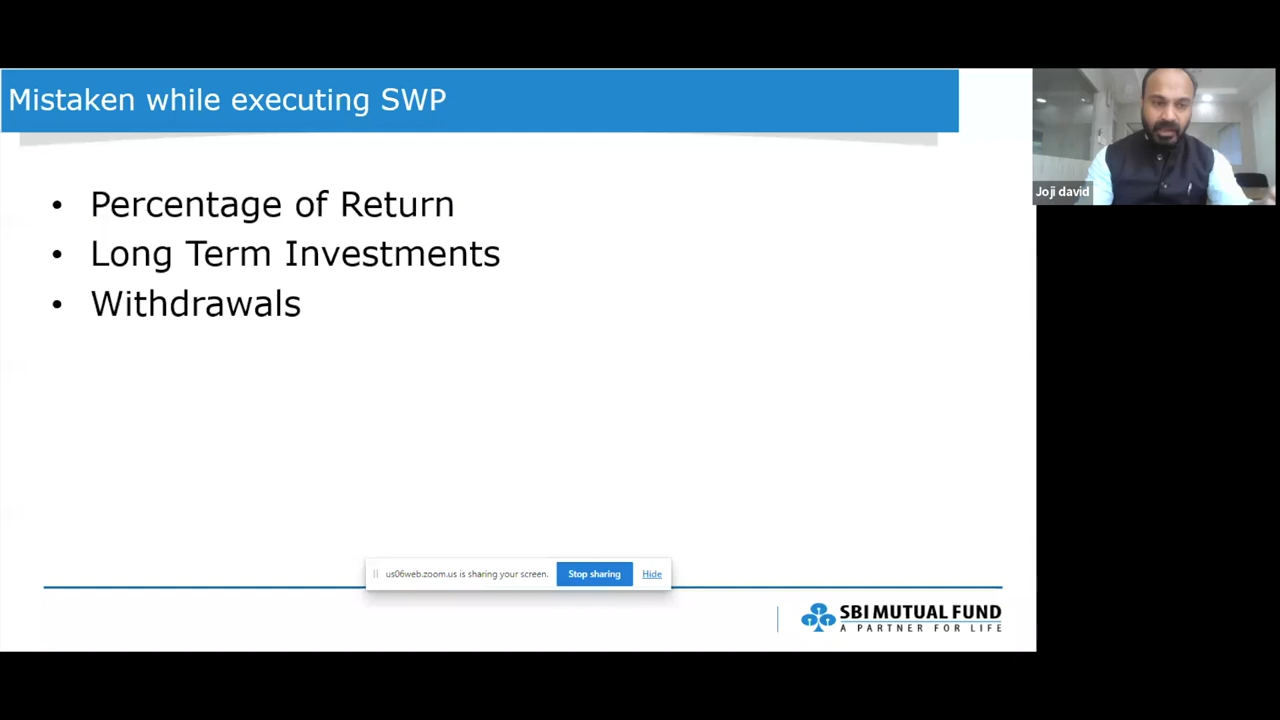 Mistaken while executing SWP
• Percentage of Return
• Long Term Investments
• Withdrawals
Joji david
us06web.zoom.us is sharing your screen. Stop sharing Hide
SBI MUTUAL FUND
A PARTNER FOR LIFE